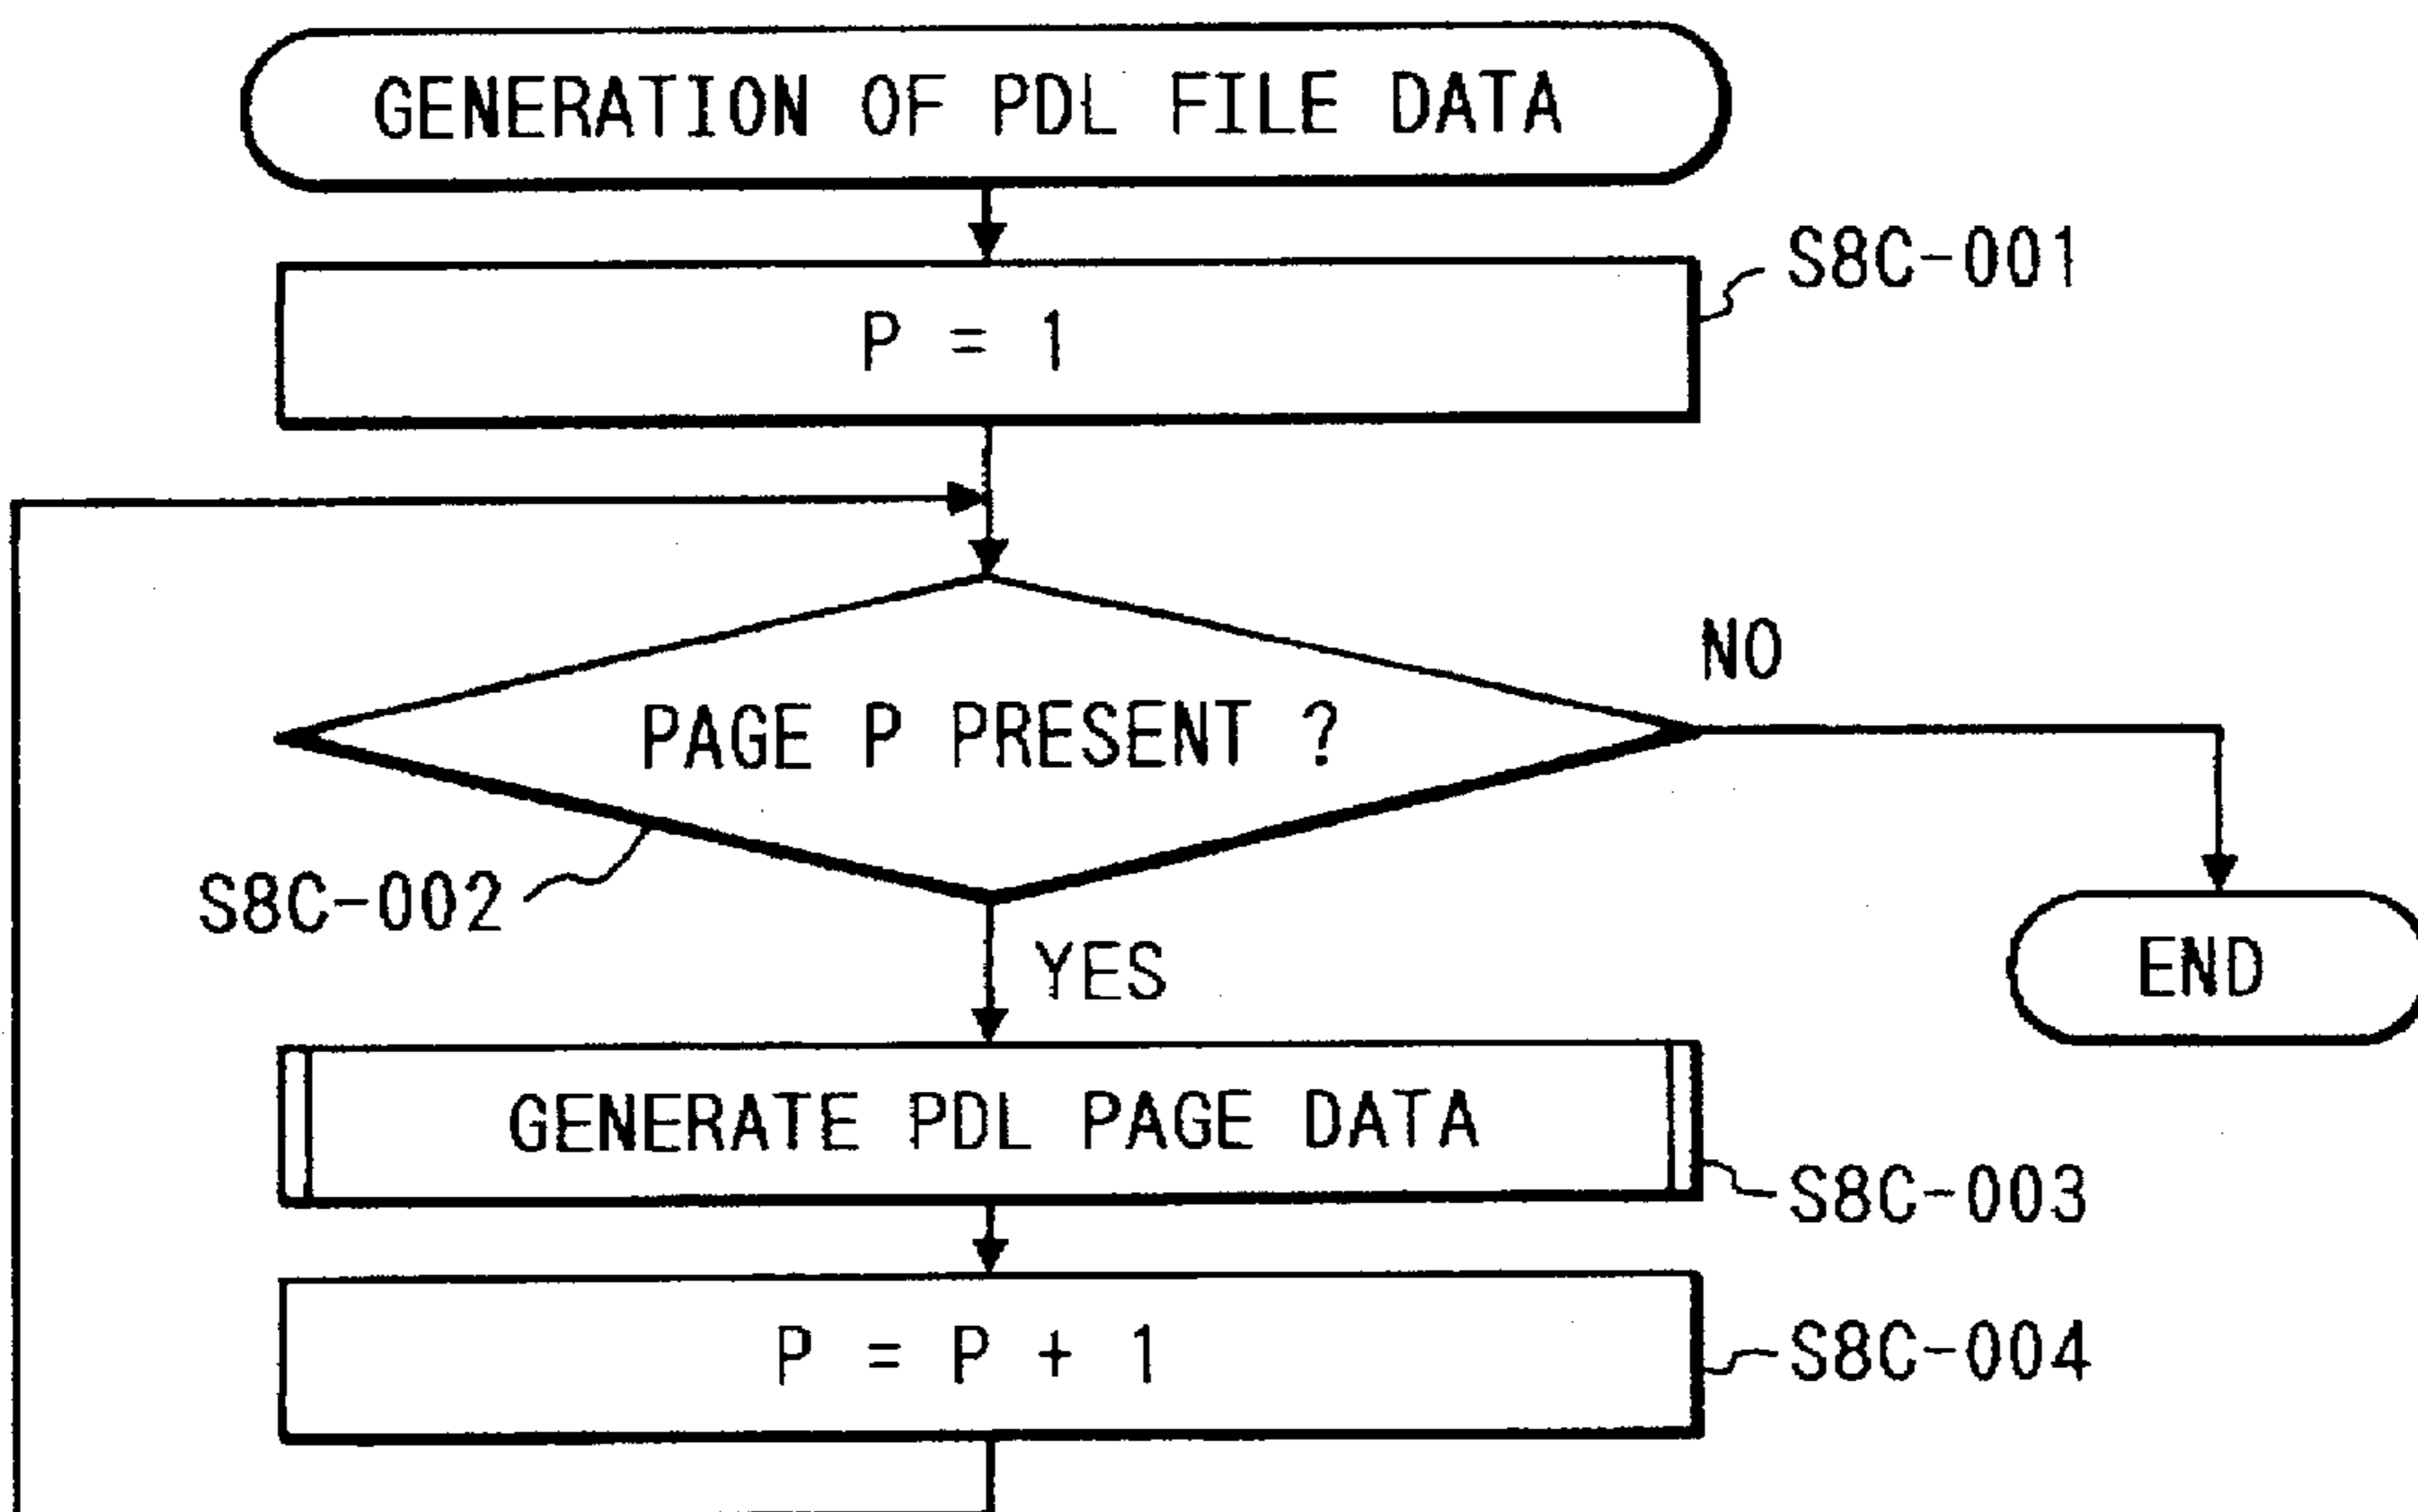 GENERATION OF PDL FILE DATA
S8C-001
P = 1
NO
PAGE P PRESENT ?
S8C-002
YES
END
GENERATE PDL PAGE DATA
S8C-003
P = P + 1
S8C-004